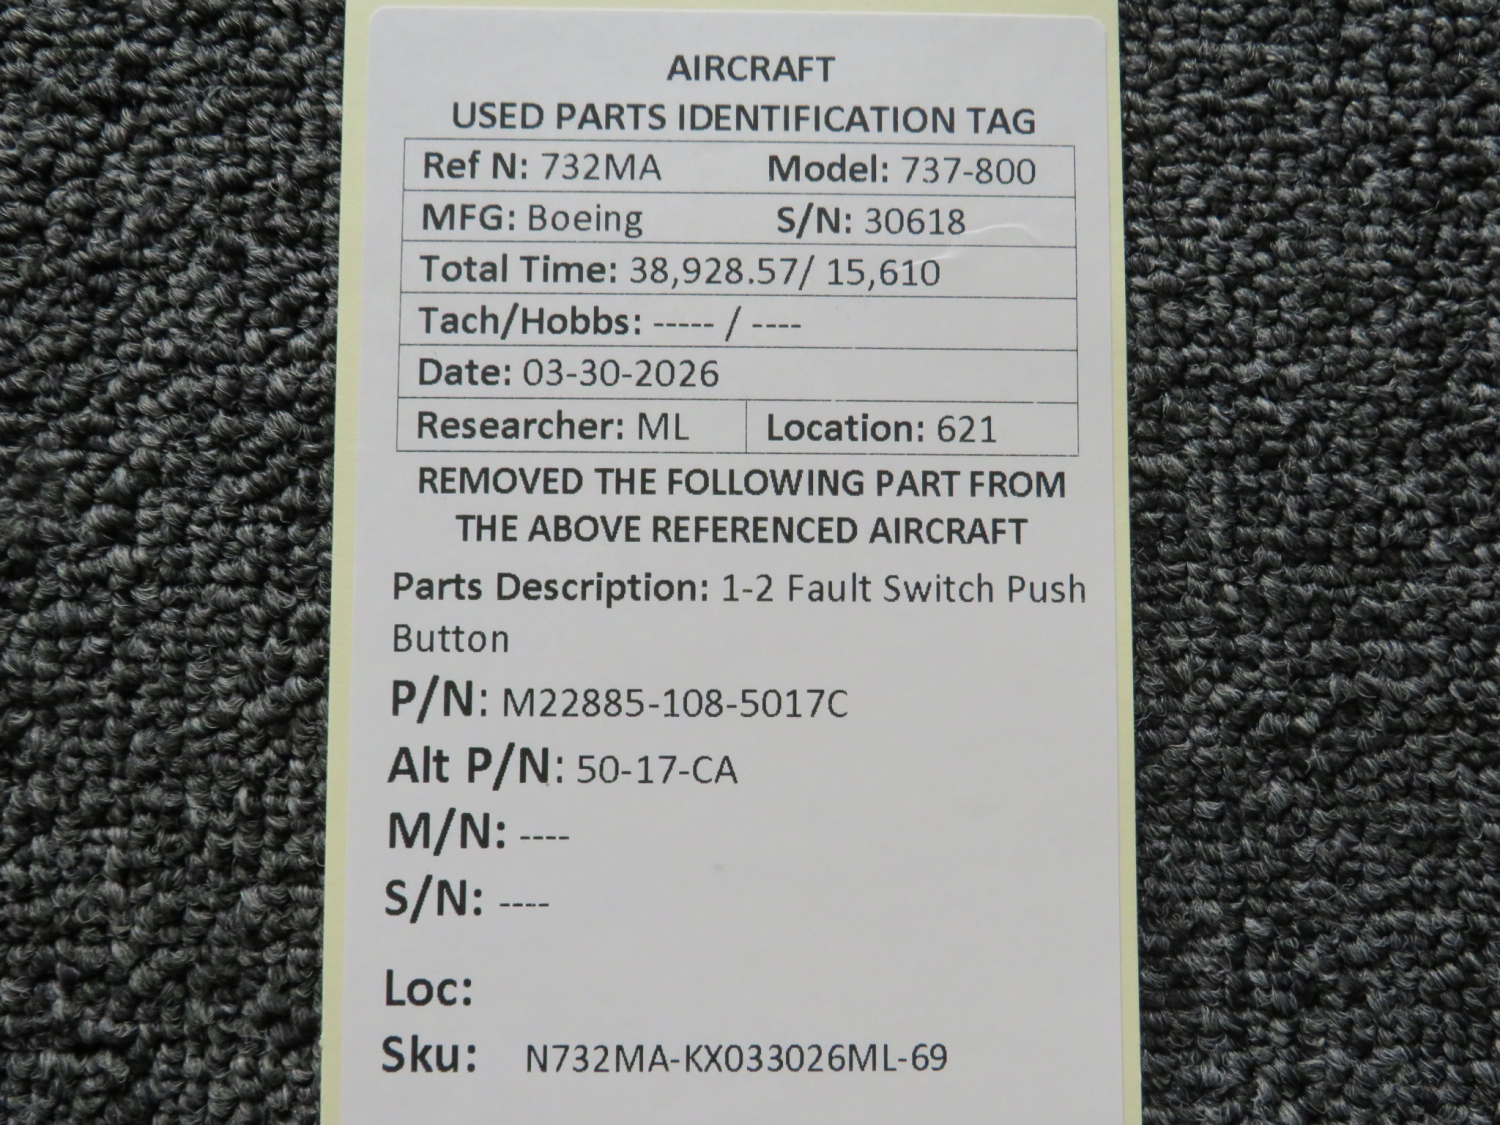 AIRCRAFT
USED PARTS IDENTIFICATION TAG
Ref N: 732MA Model: 737-800
MFG: Boeing S/N: 30618
Total Time: 38,928.57/ 15,610
Tach/Hobbs: ----- / ----
Date: 03-30-2026
Researcher: ML Location: 621
REMOVED THE FOLLOWING PART FROM
THE ABOVE REFERENCED AIRCRAFT
Parts Description: 1-2 Fault Switch Push
Button
P/N: M22885-108-5017C
Alt P/N: 50-17-CA
M/N: ----
S/N: ----
Loc:
Sku: N732MA-KX033026ML-69